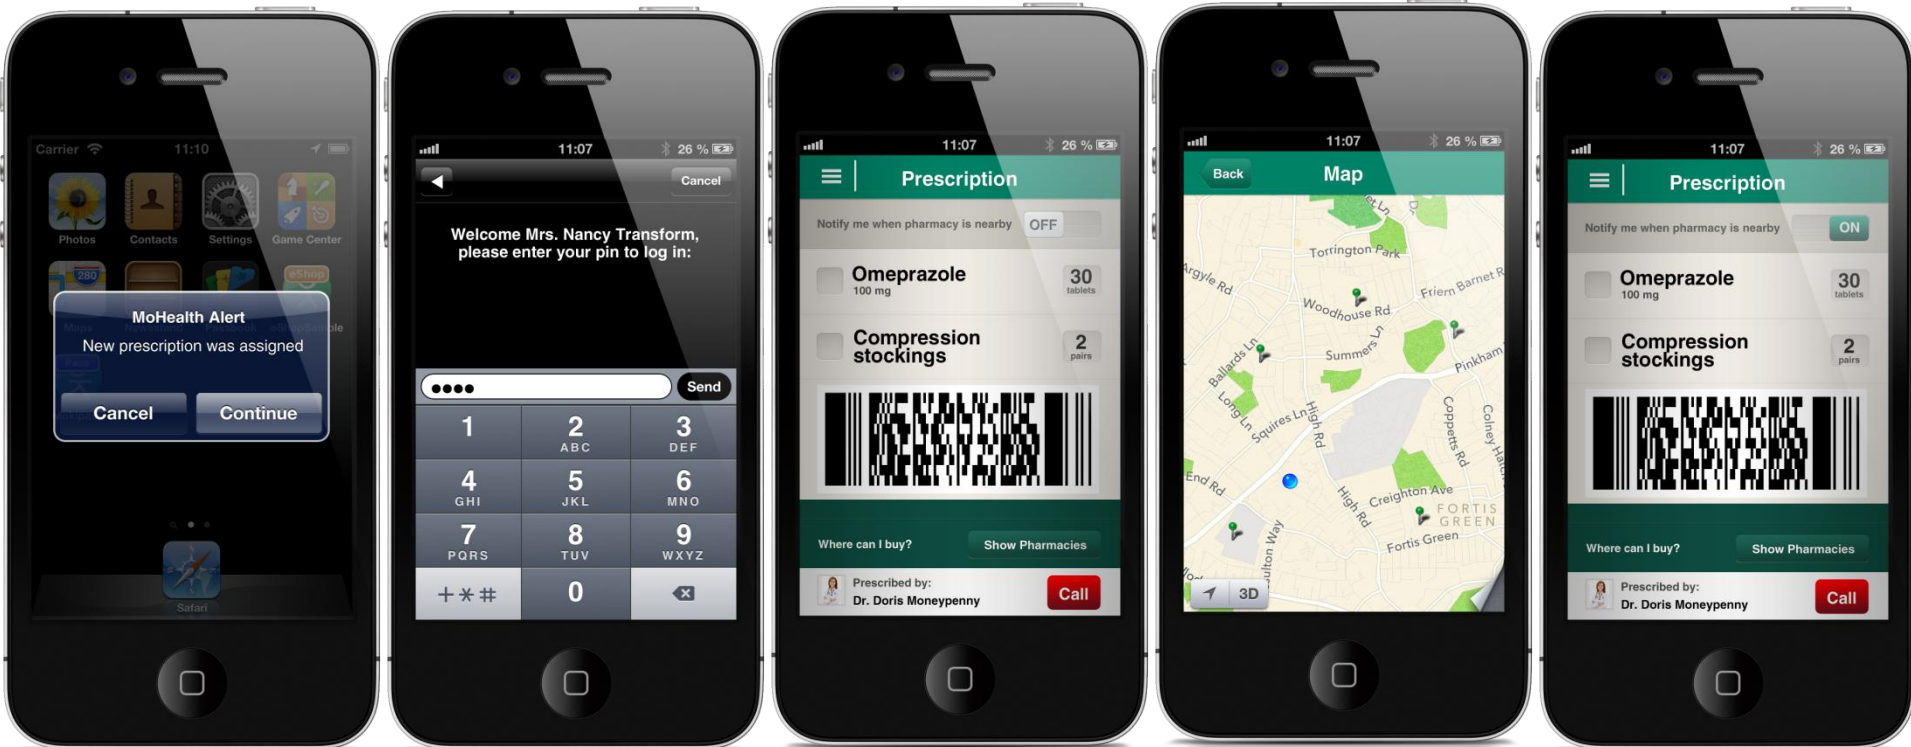 Carrier
11:10
Photos
Contacts
Settings
Game Center
280
eShop
MoHealth Alert
New prescription was assigned
Maps
Newsstand
Passbook
eShopSample
Cancel
Continue
Safari
11:07
26 %
Cancel
Welcome Mrs. Nancy Transform,
please enter your pin to log in:
Send
1
2
ABC
3
DEF
4
GHI
5
JKL
6
MNO
7
PQRS
8
TUV
9
WXYZ
+*#
0
11:07
26 %
Prescription
Notify me when pharmacy is nearby
OFF
Omeprazole
100 mg
30
tablets
Compression
stockings
2
pairs
Where can I buy?
Show Pharmacies
Prescribed by:
Dr. Doris Moneypenny
Call
11:07
26 %
Back
Map
Torrington Park
Argyle Rd
Friern Barnet R
Woodhouse Rd
Summers Ln
Ballards Ln
Pinkham
Long Ln
Squires Ln
High Rd
Coppetts Rd
Colney Hatch
End Rd
High Rd
Creighton Ave
FORTIS
GREEN
Fortis Green
ulton Way
3D
11:07
26 %
Prescription
Notify me when pharmacy is nearby
ON
Omeprazole
100 mg
30
tablets
Compression
stockings
2
pairs
Where can I buy?
Show Pharmacies
Prescribed by:
Dr. Doris Moneypenny
Call